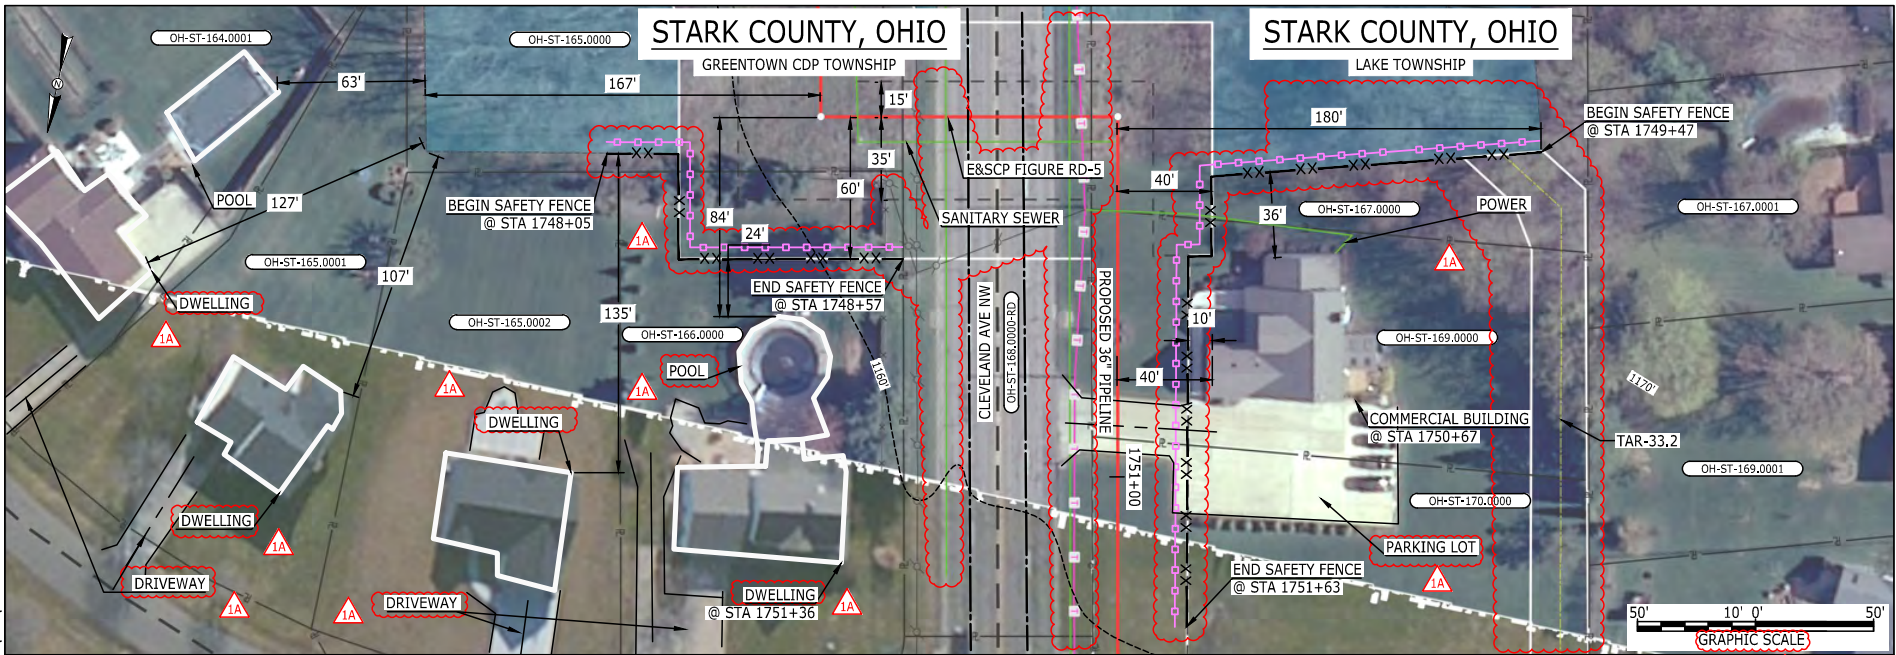 STARK COUNTY, OHIO
GREENTOWN CDP TOWNSHIP
STARK COUNTY, OHIO
LAKE TOWNSHIP
OH-ST-164.0001
OH-ST-165.0000
N
63'
167'
15'
180'
BEGIN SAFETY FENCE
@ STA 1749+47
35'
E&SCP FIGURE RD-5
60'
40'
POOL
127'
BEGIN SAFETY FENCE
@ STA 1748+05
84'
SANITARY SEWER
36'
OH-ST-167.0000
POWER
OH-ST-167.0001
1A
24'
1A
OH-ST-165.0001
107'
DWELLING
END SAFETY FENCE
@ STA 1748+57
135'
10'
OH-ST-165.0002
OH-ST-166.0000
1A
OH-ST-169.0000
CLEVELAND AVE NW
OH-ST-168.0000-RD
PROPOSED 36" PIPELINE
1160'
POOL
40'
1170'
1A
1A
DWELLING
COMMERCIAL BUILDING
@ STA 1750+67
TAR-33.2
OH-ST-169.0001
1751+00
OH-ST-170.0000
DWELLING
1A
PARKING LOT
1A
DRIVEWAY
END SAFETY FENCE
@ STA 1751+63
DRIVEWAY
DWELLING
@ STA 1751+36
1A
1A
1A
50'
10'
0'
50'
GRAPHIC SCALE